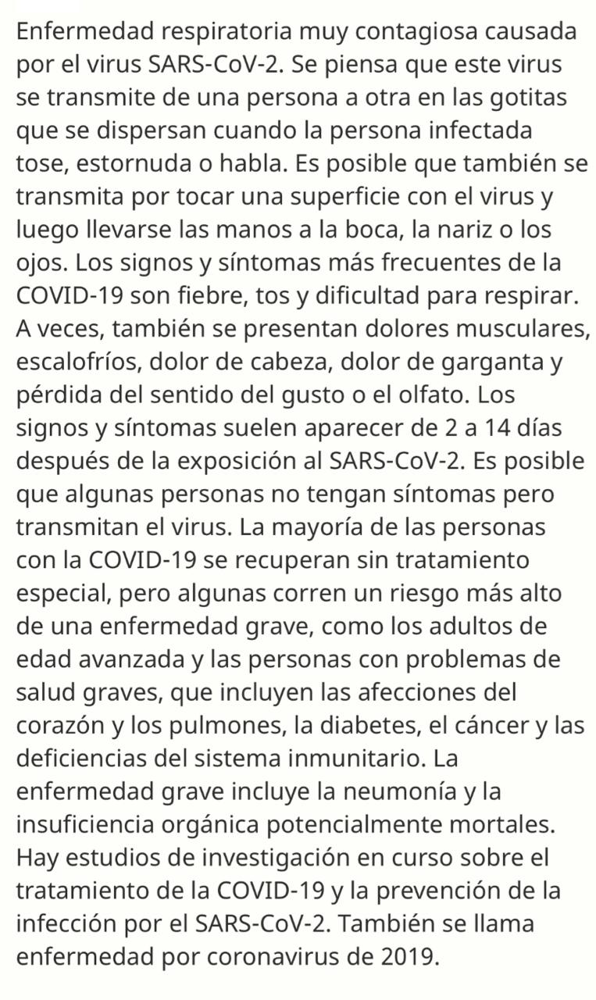 Enfermedad respiratoria muy contagiosa causada
por el virus SARS-CoV-2. Se piensa que este virus
se transmite de una persona a otra en las gotitas
que se dispersan cuando la persona infectada
tose, estornuda o habla. Es posible que también se
transmita por tocar una superficie con el virus y
luego llevarse las manos a la boca, la nariz o los
ojos. Los signos y síntomas más frecuentes de la
COVID-19 son fiebre, tos y dificultad para respirar.
A veces, también se presentan dolores musculares,
escalofríos, dolor de cabeza, dolor de garganta y
pérdida del sentido del gusto o el olfato. Los
signos y síntomas suelen aparecer de 2 a 14 días
después de la exposición al SARS-CoV-2. Es posible
que algunas personas no tengan síntomas pero
transmitan el virus. La mayoría de las personas
con la COVID-19 se recuperan sin tratamiento
especial, pero algunas corren un riesgo más alto
de una enfermedad grave, como los adultos de
edad avanzada y las personas con problemas de
salud graves, que incluyen las afecciones del
corazón y los pulmones, la diabetes, el cáncer y las
deficiencias del sistema inmunitario. La
enfermedad grave incluye la neumonía y la
insuficiencia orgánica potencialmente mortales.
Hay estudios de investigación en curso sobre el
tratamiento de la COVID-19 y la prevención de la
infección por el SARS-CoV-2. También se llama
enfermedad por coronavirus de 2019.